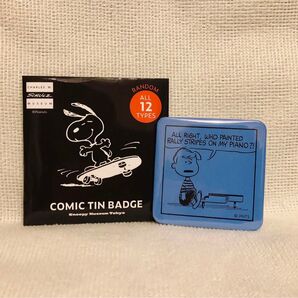 CHARLES M.
SCHULZ
MUSEUM
©Peanuts
RANDOM
ALL
12
TYPES
COMIC TIN BADGE
Snoopy Museum Tokyo
ALL RIGHT, WHO PAINTED
RALLY STRIPES ON MY PIANO?!